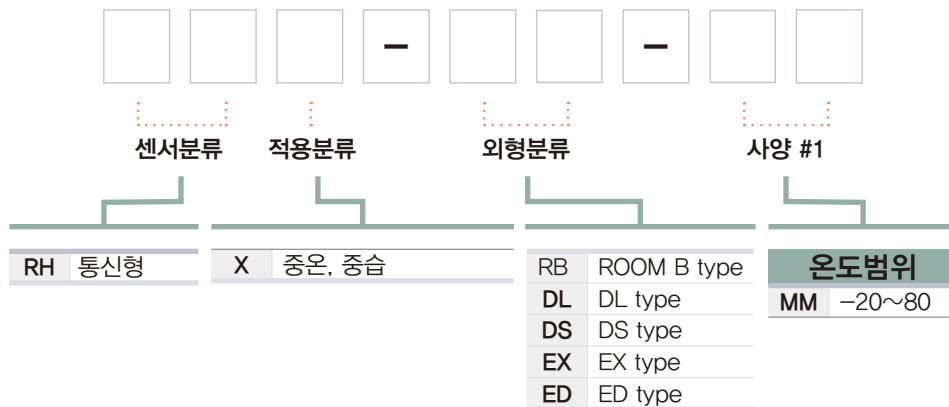 – –
센서분류 적용분류 외형분류 사양 #1
RH 통신형
X 중온, 중습
RB ROOM B type
DL DL type
DS DS type
EX EX type
ED ED type
온도범위
MM −20~80